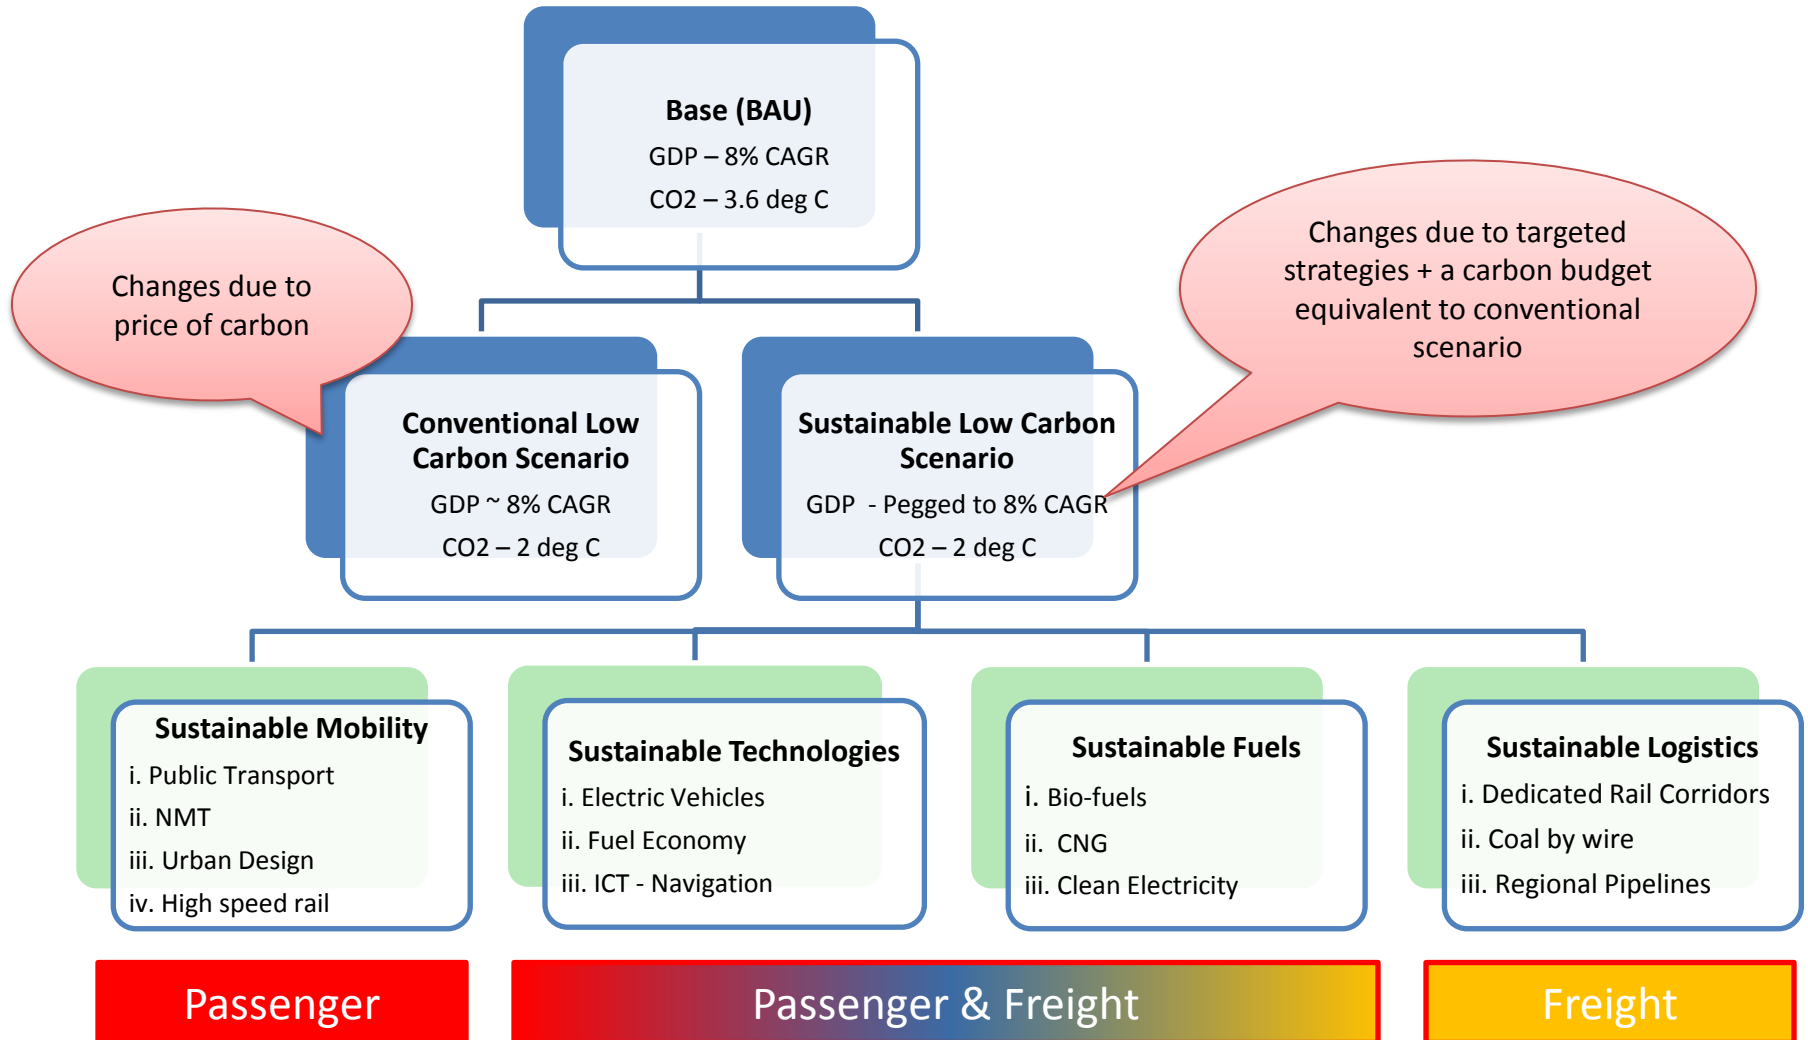 Base (BAU)
GDP – 8% CAGR
CO2 – 3.6 deg C
Changes due to
price of carbon
Changes due to targeted
strategies + a carbon budget
equivalent to conventional
scenario
Conventional Low
Carbon Scenario
GDP ~ 8% CAGR
CO2 – 2 deg C
Sustainable Low Carbon
Scenario
GDP - Pegged to 8% CAGR
CO2 – 2 deg C
Sustainable Mobility
i. Public Transport
ii. NMT
iii. Urban Design
iv. High speed rail
Sustainable Technologies
i. Electric Vehicles
ii. Fuel Economy
iii. ICT - Navigation
Sustainable Fuels
i. Bio-fuels
ii. CNG
iii. Clean Electricity
Sustainable Logistics
i. Dedicated Rail Corridors
ii. Coal by wire
iii. Regional Pipelines
Passenger
Passenger & Freight
Freight